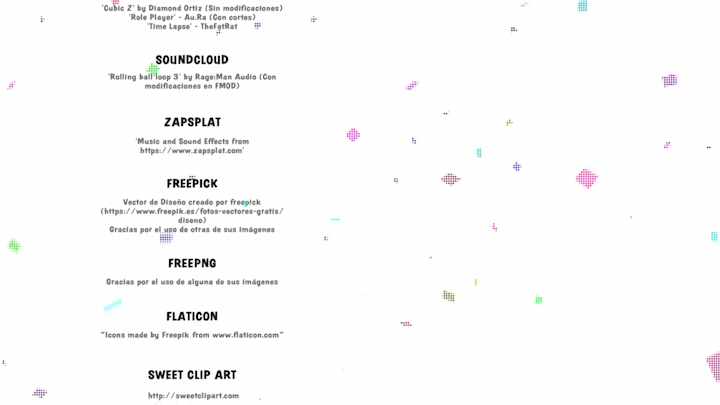 'Cubic Z' by Diamond Ortiz (Sin modificaciones)
'Role Player' - Au.Ra (Con cortes)
'Time Lapse' - TheFatRat
SOUNDCLOUD
'Rolling ball loop 3' by Rage:Man Audio (Con
modificaciones en FMOD)
ZAPSPLAT
'Music and Sound Effects from
https://www.zapsplat.com'
FREEPICK
Vector de Diseño creado por freepick
(https://www.freepik.es/fotos-vectores-gratis/
diseno)
Gracias por el uso de otras de sus imágenes
FREEPNG
Gracias por el uso de alguna de sus imágenes
FLATICON
"Icons made by Freepik from www.flaticon.com"
SWEET CLIP ART
http://sweetclipart.com